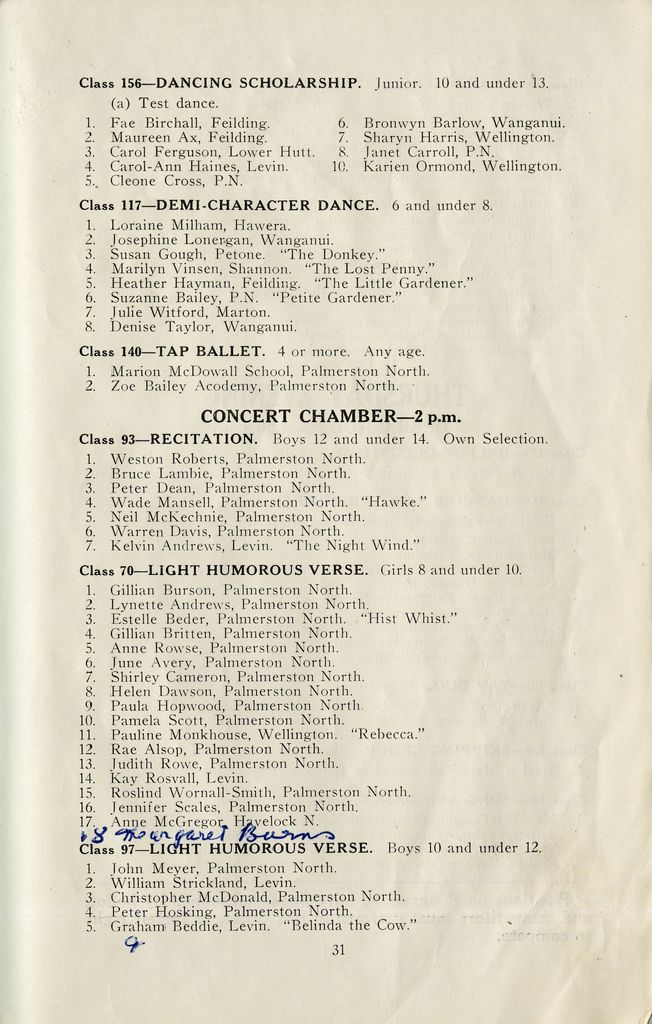 Class 156—DANCING SCHOLARSHIP. Junior. 10 and under 13.
(a) Test dance.
1. Fae Birchall, Feilding.
2. Maureen Ax, Feilding.
3. Carol Ferguson, Lower Hutt.
4. Carol-Ann Haines, Levin.
5. Cleone Cross, P.N.
6. Bronwyn Barlow, Wanganui.
7. Sharyn Harris, Wellington.
8. Janet Carroll, P.N.
10. Karien Ormond, Wellington.
Class 117—DEMI-CHARACTER DANCE. 6 and under 8.
1. Loraine Milham, Hawera.
2. Josephine Lonergan, Wanganui.
3. Susan Gough, Petone. “The Donkey.”
4. Marilyn Vinsen, Shannon. “The Lost Penny.”
5. Heather Hayman, Feilding. “The Little Gardener.”
6. Suzanne Bailey, P.N. “Petite Gardener.”
7. Julie Witford, Marton.
8. Denise Taylor, Wanganui.
Class 140—TAP BALLET. 4 or more. Any age.
1. Marion McDowall School, Palmerston North.
2. Zoe Bailey Acodemy, Palmerston North.
CONCERT CHAMBER—2 p.m.
Class 93—RECITATION. Boys 12 and under 14. Own Selection.
1. Weston Roberts, Palmerston North.
2. Bruce Lambie, Palmerston North.
3. Peter Dean, Palmerston North.
4. Wade Mansell, Palmerston North. “Hawke.”
5. Neil McKechnie, Palmerston North.
6. Warren Davis, Palmerston North.
7. Kelvin Andrews, Levin. “The Night Wind.”
Class 70—LIGHT HUMOROUS VERSE. Girls 8 and under 10.
1. Gillian Burson, Palmerston North.
2. Lynette Andrews, Palmerston North.
3. Estelle Beder, Palmerston North. “Hist Whist.”
4. Gillian Britten, Palmerston North.
5. Anne Rowse, Palmerston North.
6. June Avery, Palmerston North.
7. Shirley Cameron, Palmerston North.
8. Helen Dawson, Palmerston North.
9. Paula Hopwood, Palmerston North.
10. Pamela Scott, Palmerston North.
11. Pauline Monkhouse, Wellington. “Rebecca.”
12. Rae Alsop, Palmerston North.
13. Judith Rowe, Palmerston North.
14. Kay Rosvall, Levin.
15. Roslind Wornall-Smith, Palmerston North.
16. Jennifer Scales, Palmerston North.
17. Anne McGregor, Havelock N.
18 Margaret Burns
Class 97—LIGHT HUMOROUS VERSE. Boys 10 and under 12.
1. John Meyer, Palmerston North.
2. William Strickland, Levin.
3. Christopher McDonald, Palmerston North.
4. Peter Hosking, Palmerston North.
5. Graham Beddie, Levin. “Belinda the Cow.”
31